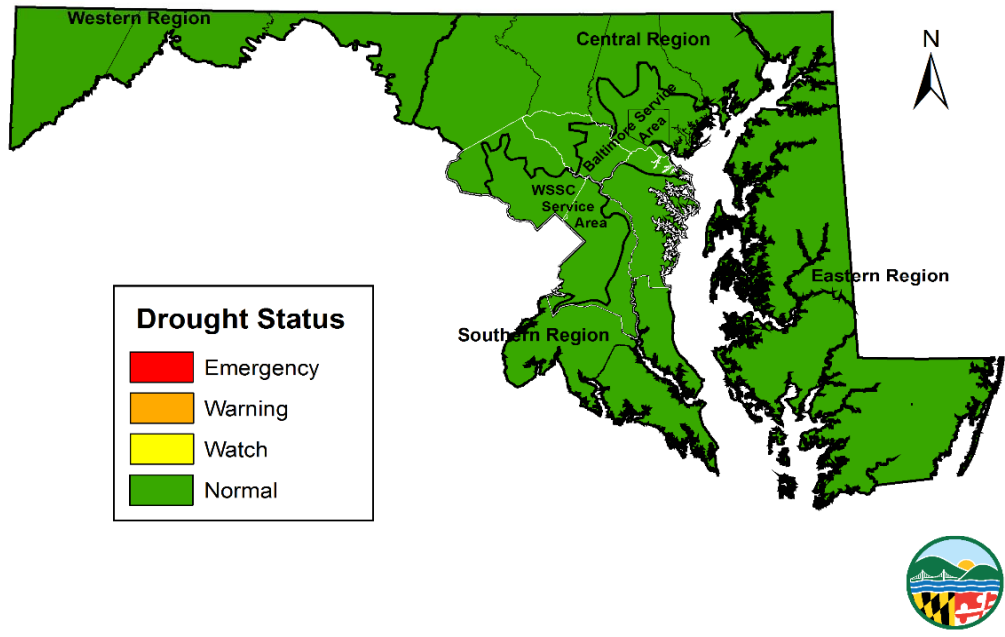 Western Region
Central Region
N
Baltimore Service
Area
WSSC
Service
Area
Eastern Region
Southern Region
Drought Status
Emergency
Warning
Watch
Normal